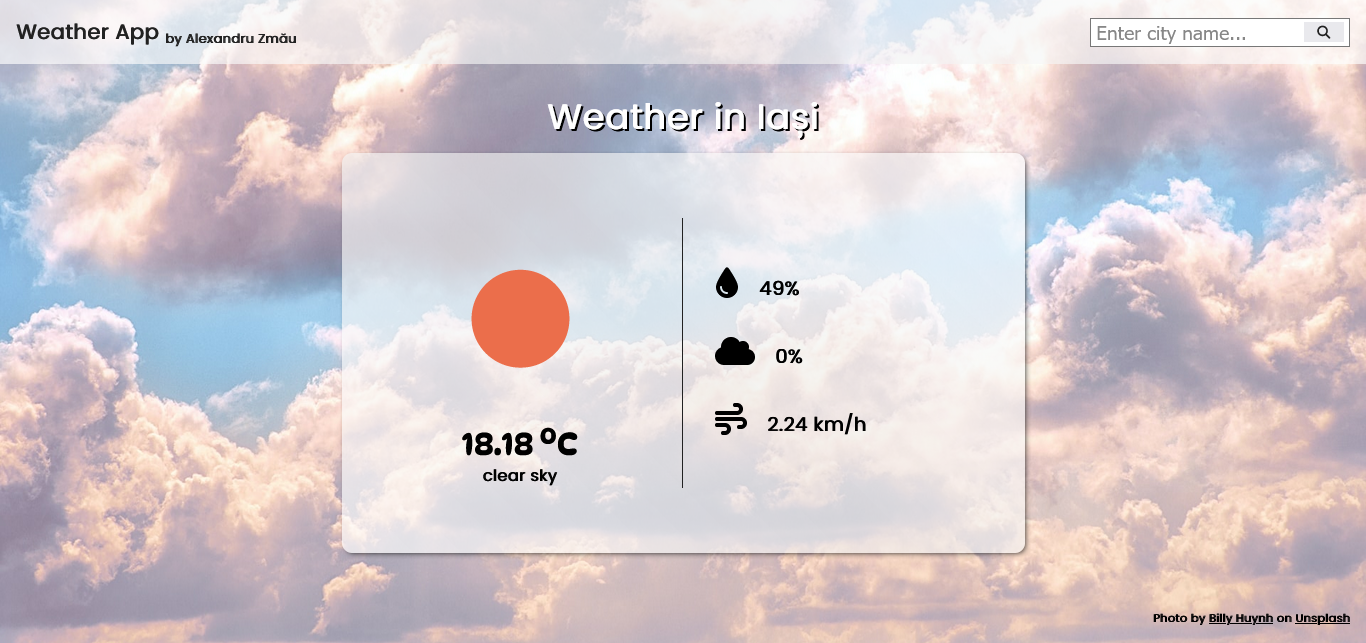 Weather App by Alexandru Zmău
Enter city name...
Weather in Iași
49%
0%
2.24 km/h
18.18 °C
clear sky
Photo by Billy Huynh on Unsplash